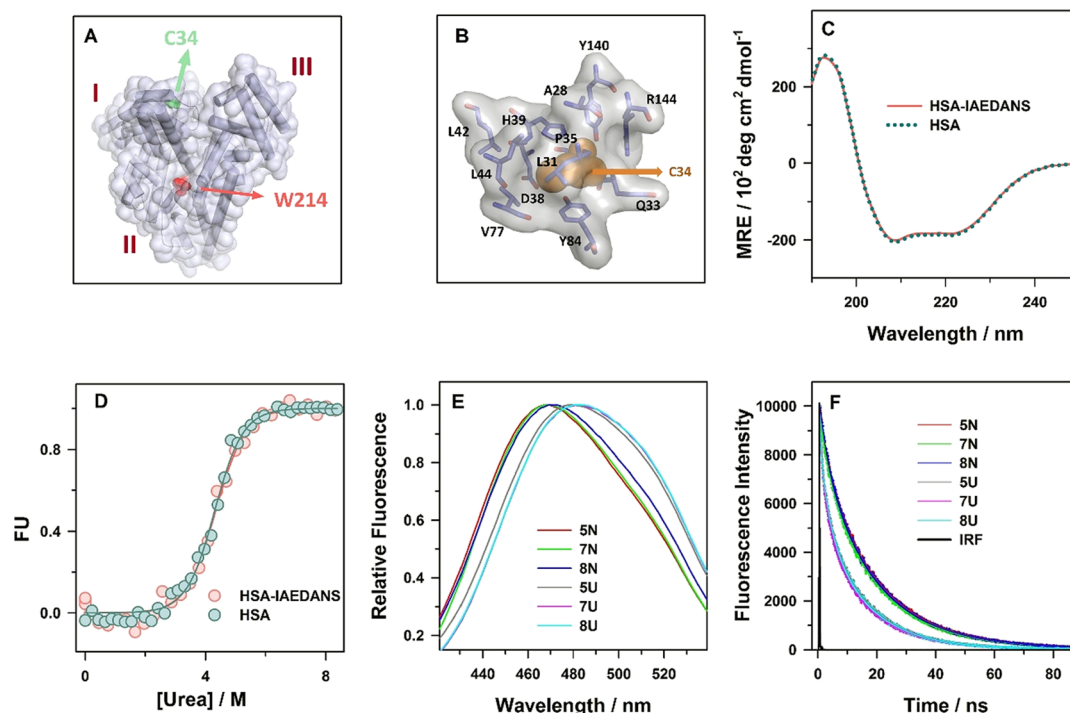 A
C34
I
III
W214
II
B
Y140
A28
R144
H39
L42
P35
L31
C34
L44
D38
Q33
V77
Y84
C
MRE / 10² deg cm² dmol⁻¹
200
0
-200
HSA-IAEDANS
HSA
200 220 240
Wavelength / nm
D
FU
0.8
0.4
0.0
HSA-IAEDANS
HSA
0 4 8
[Urea] / M
E
Relative Fluorescence
1.0
0.8
0.6
0.4
0.2
5N
7N
8N
5U
7U
8U
440 460 480 500 520
Wavelength / nm
F
Fluorescence Intensity
10000
8000
6000
4000
2000
0
5N
7N
8N
5U
7U
8U
IRF
0 20 40 60 80
Time / ns